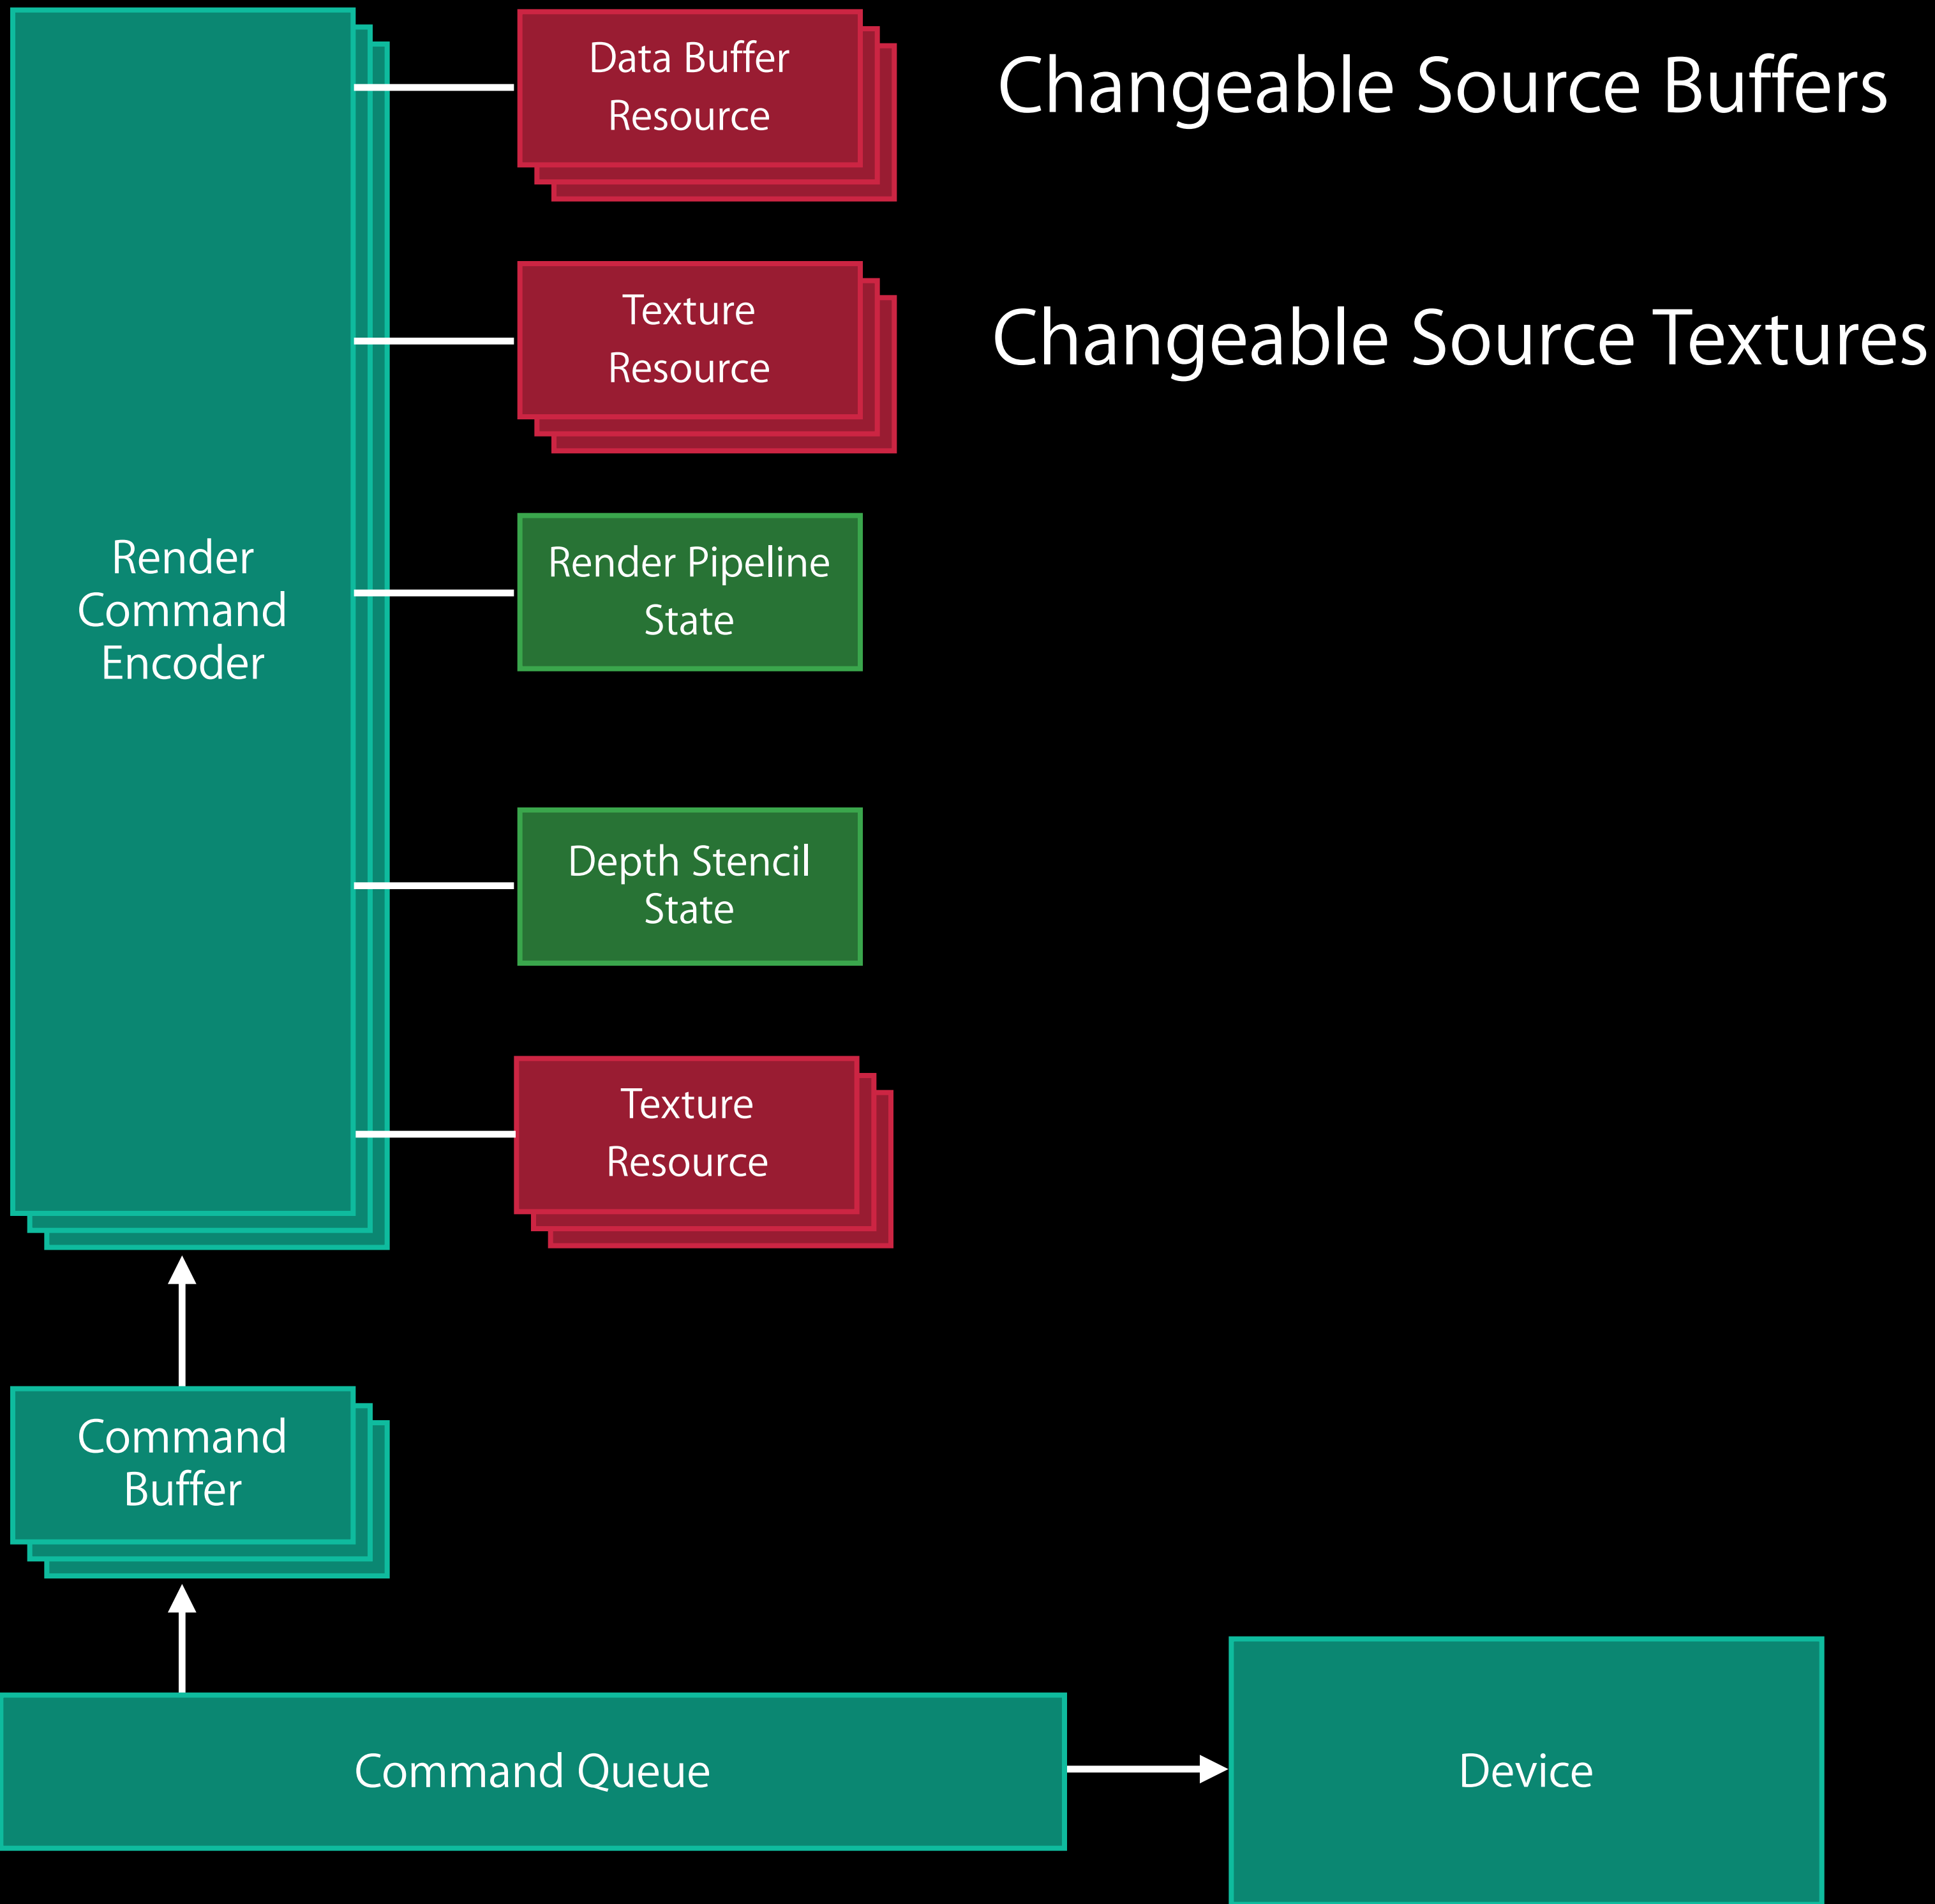 Data Buffer
Resource
Changeable Source Buffers
Texture
Resource
Changeable Source Textures
Render
Command
Encoder
Render Pipeline
State
Depth Stencil
State
Texture
Resource
Command
Buffer
Command Queue
Device